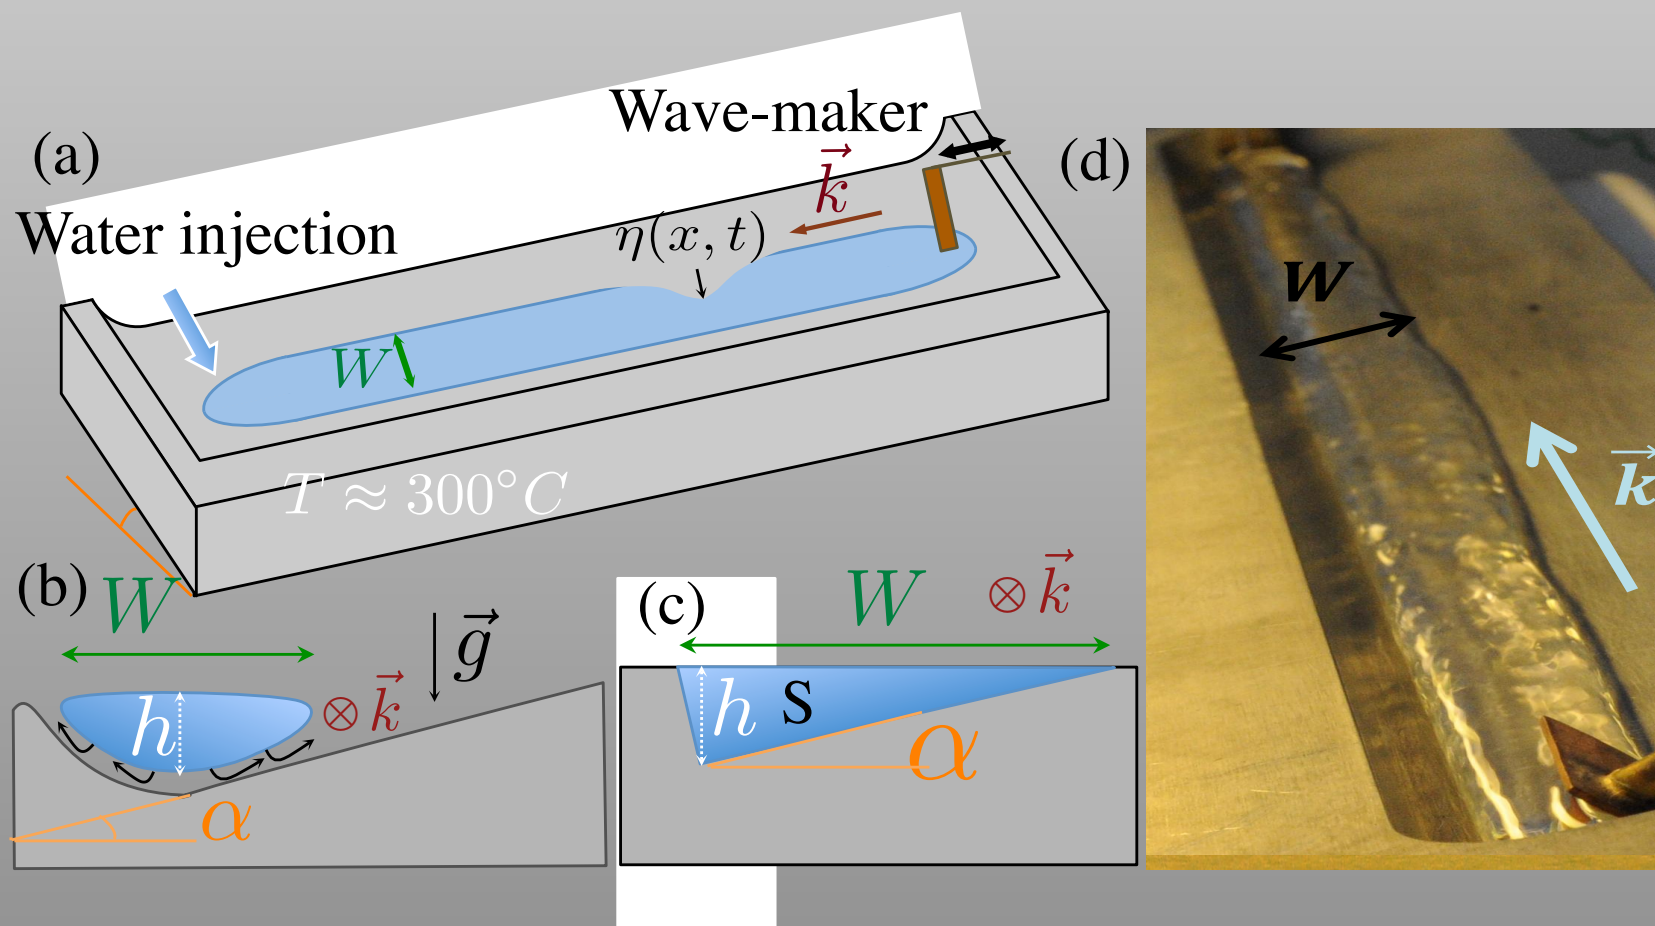 (a)
Wave-maker
k⃗
Water injection
η(x, t)
W
T ≈ 300°C
(b)
W
g⃗
h
⊗ k⃗
α
(c)
W
⊗ k⃗
h
S
α
(d)
W
k⃗